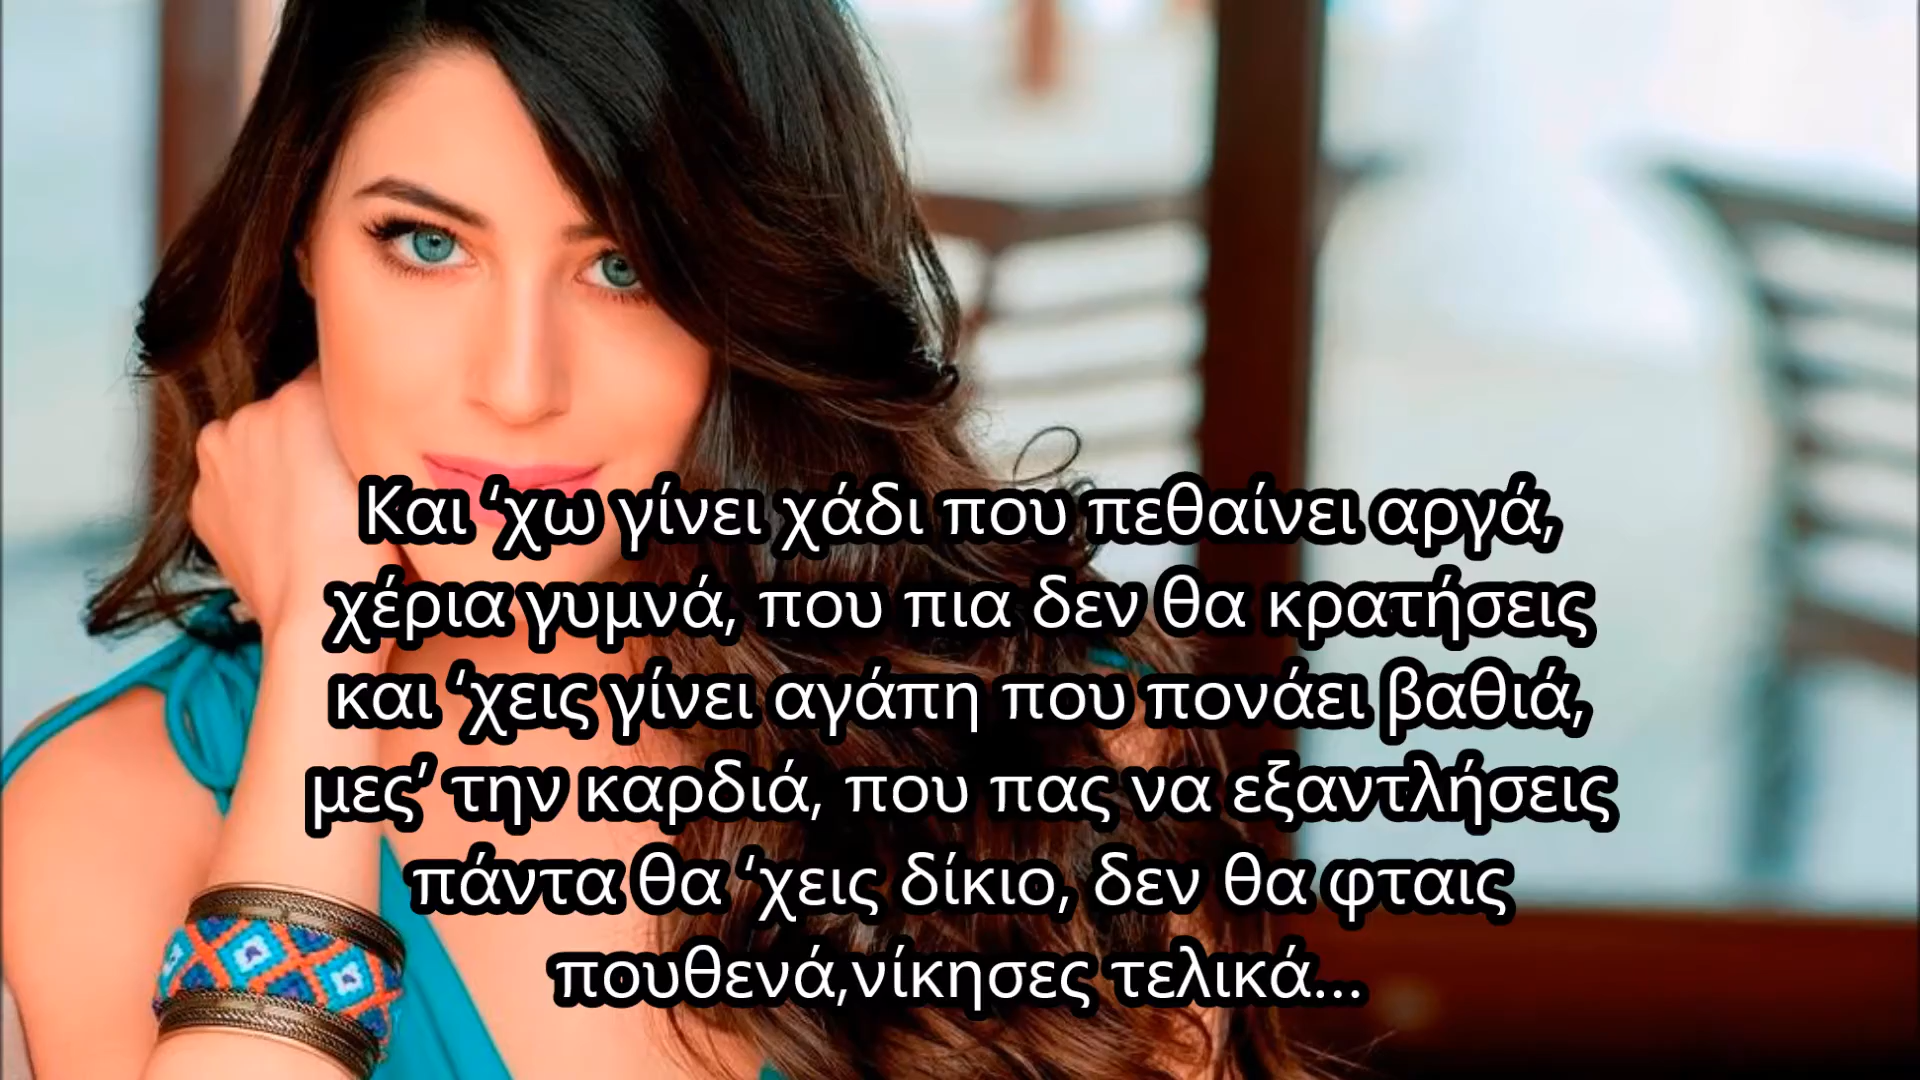 Και ‘χω γίνει χάδι που πεθαίνει αργά,
χέρια γυμνά, που πια δεν θα κρατήσεις
και ‘χεις γίνει αγάπη που πονάει βαθιά,
μες’ την καρδιά, που πας να εξαντλήσεις
πάντα θα ‘χεις δίκιο, δεν θα φταις
πουθενά,νίκησες τελικά...